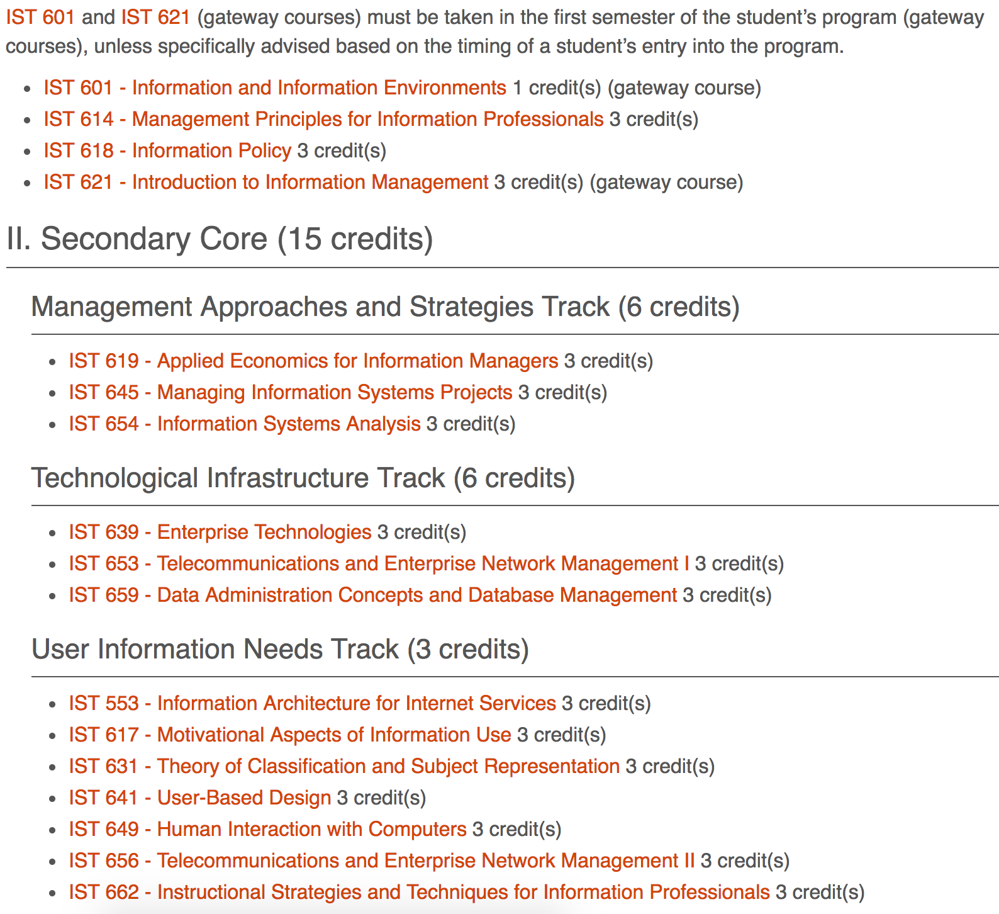 IST 601 and IST 621 (gateway courses) must be taken in the first semester of the student’s program (gateway
courses), unless specifically advised based on the timing of a student’s entry into the program.
• IST 601 - Information and Information Environments 1 credit(s) (gateway course)
• IST 614 - Management Principles for Information Professionals 3 credit(s)
• IST 618 - Information Policy 3 credit(s)
• IST 621 - Introduction to Information Management 3 credit(s) (gateway course)
II. Secondary Core (15 credits)
Management Approaches and Strategies Track (6 credits)
• IST 619 - Applied Economics for Information Managers 3 credit(s)
• IST 645 - Managing Information Systems Projects 3 credit(s)
• IST 654 - Information Systems Analysis 3 credit(s)
Technological Infrastructure Track (6 credits)
• IST 639 - Enterprise Technologies 3 credit(s)
• IST 653 - Telecommunications and Enterprise Network Management I 3 credit(s)
• IST 659 - Data Administration Concepts and Database Management 3 credit(s)
User Information Needs Track (3 credits)
• IST 553 - Information Architecture for Internet Services 3 credit(s)
• IST 617 - Motivational Aspects of Information Use 3 credit(s)
• IST 631 - Theory of Classification and Subject Representation 3 credit(s)
• IST 641 - User-Based Design 3 credit(s)
• IST 649 - Human Interaction with Computers 3 credit(s)
• IST 656 - Telecommunications and Enterprise Network Management II 3 credit(s)
• IST 662 - Instructional Strategies and Techniques for Information Professionals 3 credit(s)